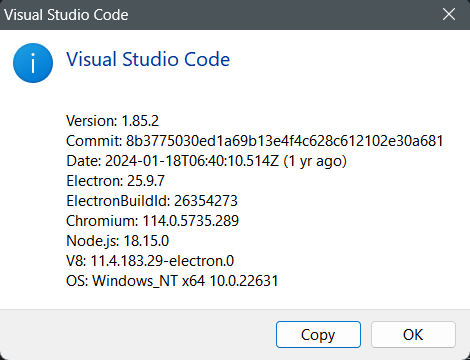 Visual Studio Code
Visual Studio Code
Version: 1.85.2
Commit: 8b3775030ed1a69b13e4f4c628c612102e30a681
Date: 2024-01-18T06:40:10.514Z (1 yr ago)
Electron: 25.9.7
ElectronBuildId: 26354273
Chromium: 114.0.5735.289
Node.js: 18.15.0
V8: 11.4.183.29-electron.0
OS: Windows_NT x64 10.0.22631
Copy OK